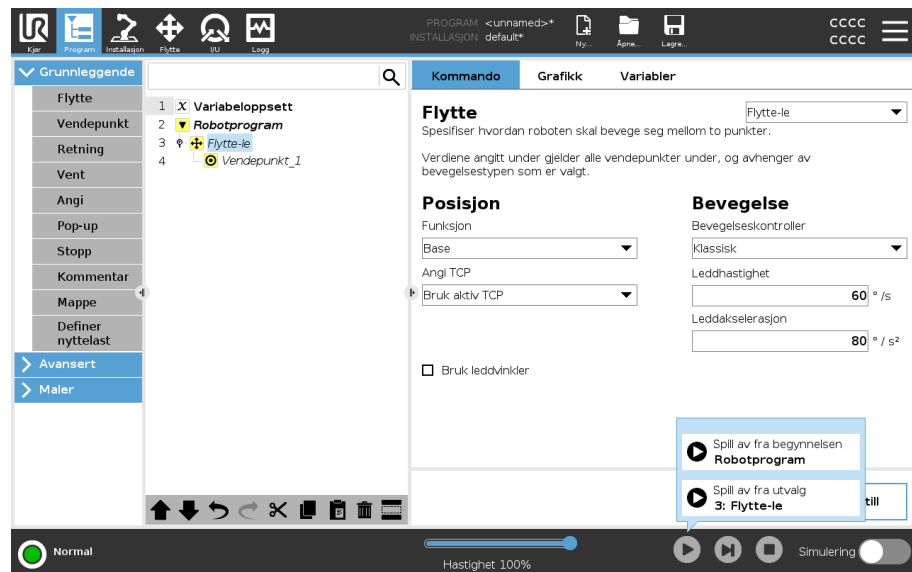 UR
PROGRAM <unnamed>*
INSTALLASJON default*
CCCC
CCCC
Kjør
Program
Installasjon
Flytte
I/U
Logg
Ny...
Åpne...
Lagre...
Grunnleggende
Flytte
Vendepunkt
Retning
Vent
Angi
Pop-up
Stopp
Kommentar
Mappe
Definer
nyttelast
Avansert
Maler
1 X Variabeloppsett
2 Robotprogram
3 Flytte-le
4 Vendepunkt_1
Kommando
Grafikk
Variabler
Flytte
Flytte-le
Spesifiser hvordan roboten skal bevege seg mellom to punkter.
Verdiene angitt under gjelder alle vendepunkter under, og avhenger av
bevegelsestypen som er valgt.
Posisjon
Funksjon
Base
Angi TCP
Bruk aktiv TCP
Bruk leddvinkler
Bevegelse
Bevegelseskontroller
Klassisk
Leddhastighet
60 ° /s
Leddakselerasjon
80 ° / s²
Spill av fra begynnelsen
Robotprogram
Spill av fra utvalg
3: Flytte-le
till
Normal
Hastighet 100%
Simulering